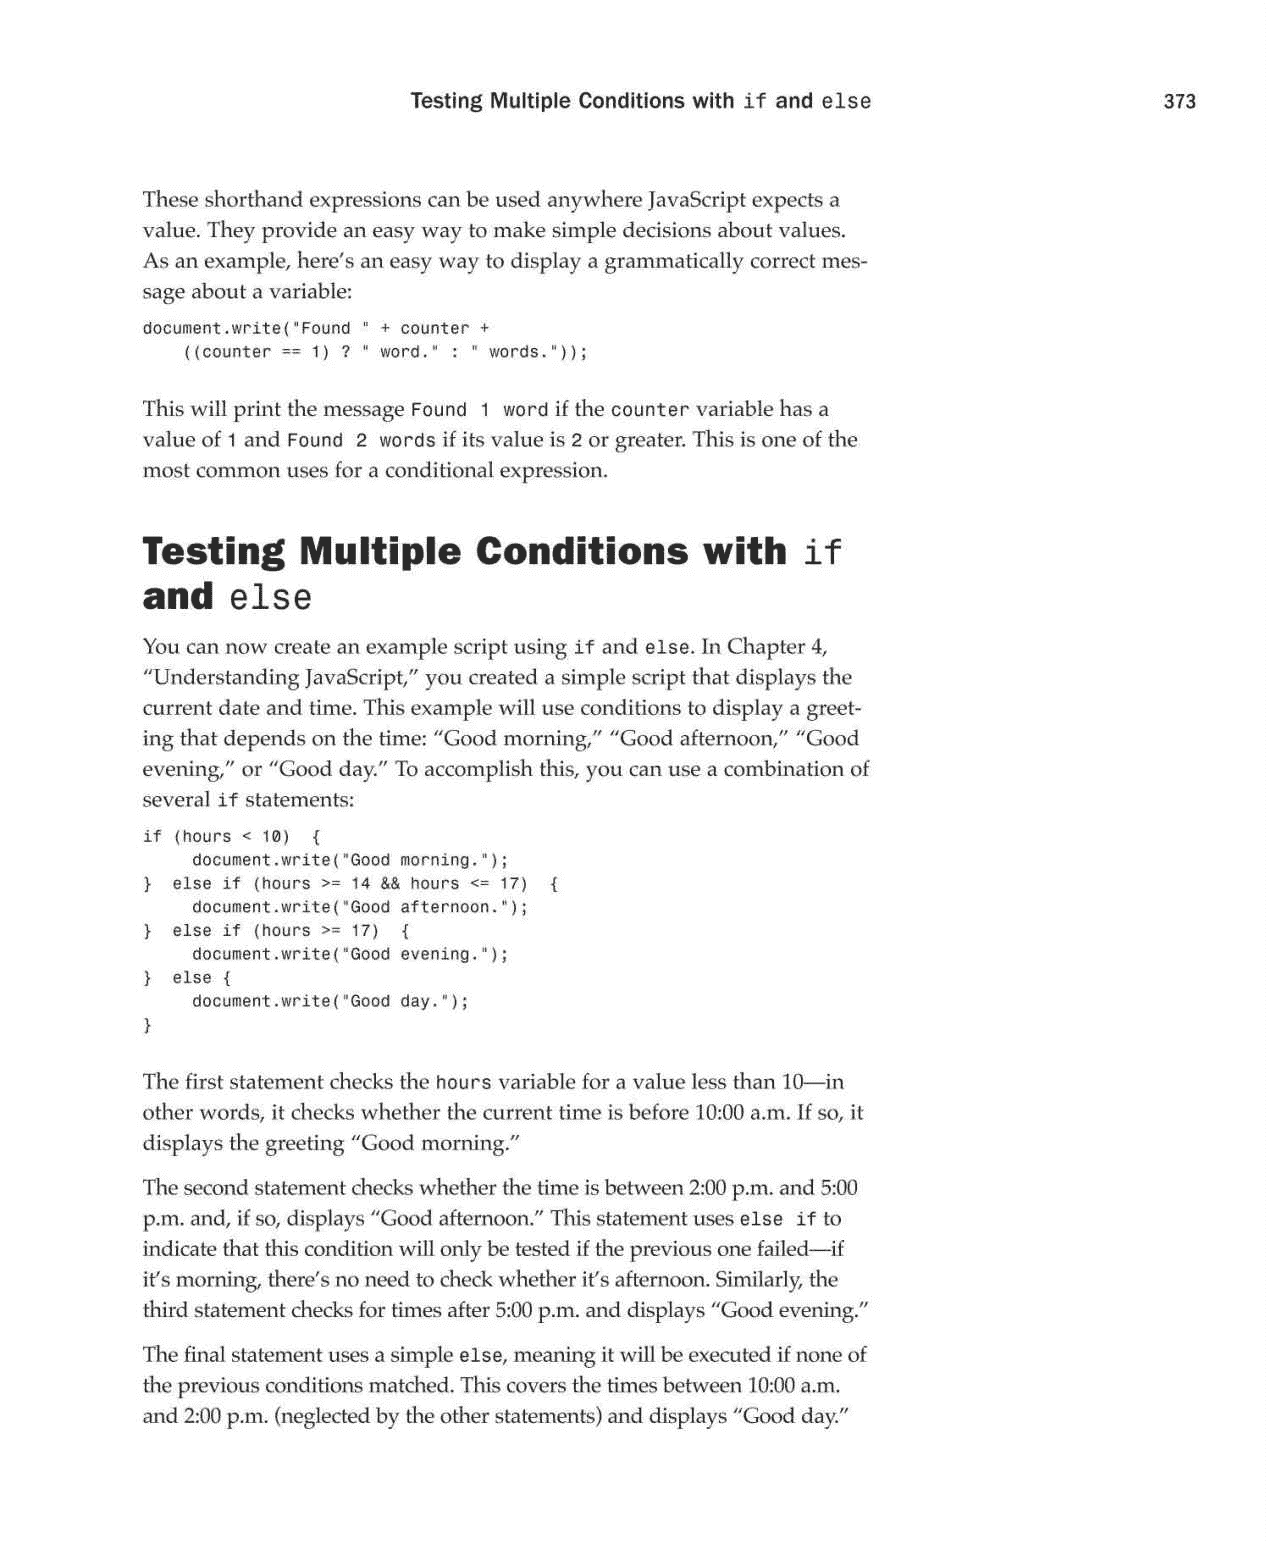 Testing Multiple Conditions with if and else 373
These shorthand expressions can be used anywhere JavaScript expects a
value. They provide an easy way to make simple decisions about values.
As an example, here's an easy way to display a grammatically correct mes-
sage about a variable:
document.write("Found " + counter +
    ((counter == 1) ? " word." : " words."));
This will print the message Found 1 word if the counter variable has a
value of 1 and Found 2 words if its value is 2 or greater. This is one of the
most common uses for a conditional expression.
Testing Multiple Conditions with if
and else
You can now create an example script using if and else. In Chapter 4,
“Understanding JavaScript,” you created a simple script that displays the
current date and time. This example will use conditions to display a greet-
ing that depends on the time: “Good morning,” “Good afternoon,” “Good
evening,” or “Good day.” To accomplish this, you can use a combination of
several if statements:
if (hours < 10) {
     document.write("Good morning.");
} else if (hours >= 14 && hours <= 17) {
     document.write("Good afternoon.");
} else if (hours >= 17) {
     document.write("Good evening.");
} else {
     document.write("Good day.");
}
The first statement checks the hours variable for a value less than 10—in
other words, it checks whether the current time is before 10:00 a.m. If so, it
displays the greeting “Good morning.”
The second statement checks whether the time is between 2:00 p.m. and 5:00
p.m. and, if so, displays “Good afternoon.” This statement uses else if to
indicate that this condition will only be tested if the previous one failed—if
it's morning, there's no need to check whether it's afternoon. Similarly, the
third statement checks for times after 5:00 p.m. and displays “Good evening.”
The final statement uses a simple else, meaning it will be executed if none of
the previous conditions matched. This covers the times between 10:00 a.m.
and 2:00 p.m. (neglected by the other statements) and displays “Good day.”